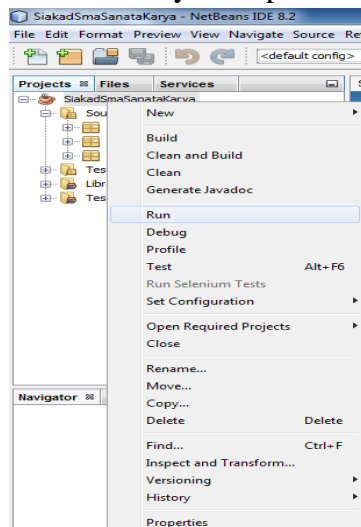 SiakadSmaSanataKarya - NetBeans IDE 8.2
File Edit Format Preview View Navigate Source Re
<default config>
Projects Files Services
SiakadSmaSanataKarya
Sou
Tes
Libr
Tes
New
Build
Clean and Build
Clean
Generate Javadoc
Run
Debug
Profile
Test Alt+F6
Run Selenium Tests
Set Configuration
Open Required Projects
Close
Rename...
Move...
Copy...
Delete Delete
Find... Ctrl+F
Inspect and Transform...
Versioning
History
Properties
Navigator